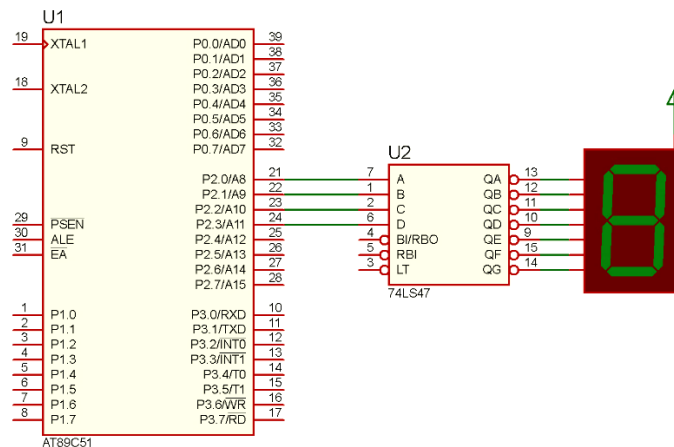 U1
19 XTAL1 P0.0/AD0 39
P0.1/AD1 38
P0.2/AD2 37
18 XTAL2 P0.3/AD3 36
P0.4/AD4 35
P0.5/AD5 34
P0.6/AD6 33
9 RST P0.7/AD7 32
P2.0/A8 21
P2.1/A9 22
P2.2/A10 23
29 PSEN P2.3/A11 24
30 ALE P2.4/A12 25
31 EA P2.5/A13 26
P2.6/A14 27
P2.7/A15 28
1 P1.0 P3.0/RXD 10
2 P1.1 P3.1/TXD 11
3 P1.2 P3.2/INT0 12
4 P1.3 P3.3/INT1 13
5 P1.4 P3.4/T0 14
6 P1.5 P3.5/T1 15
7 P1.6 P3.6/WR 16
8 P1.7 P3.7/RD 17
AT89C51
U2
7 A QA 13
1 B QB 12
2 C QC 11
6 D QD 10
4 BI/RBO QE 9
5 RBI QF 15
3 LT QG 14
74LS47